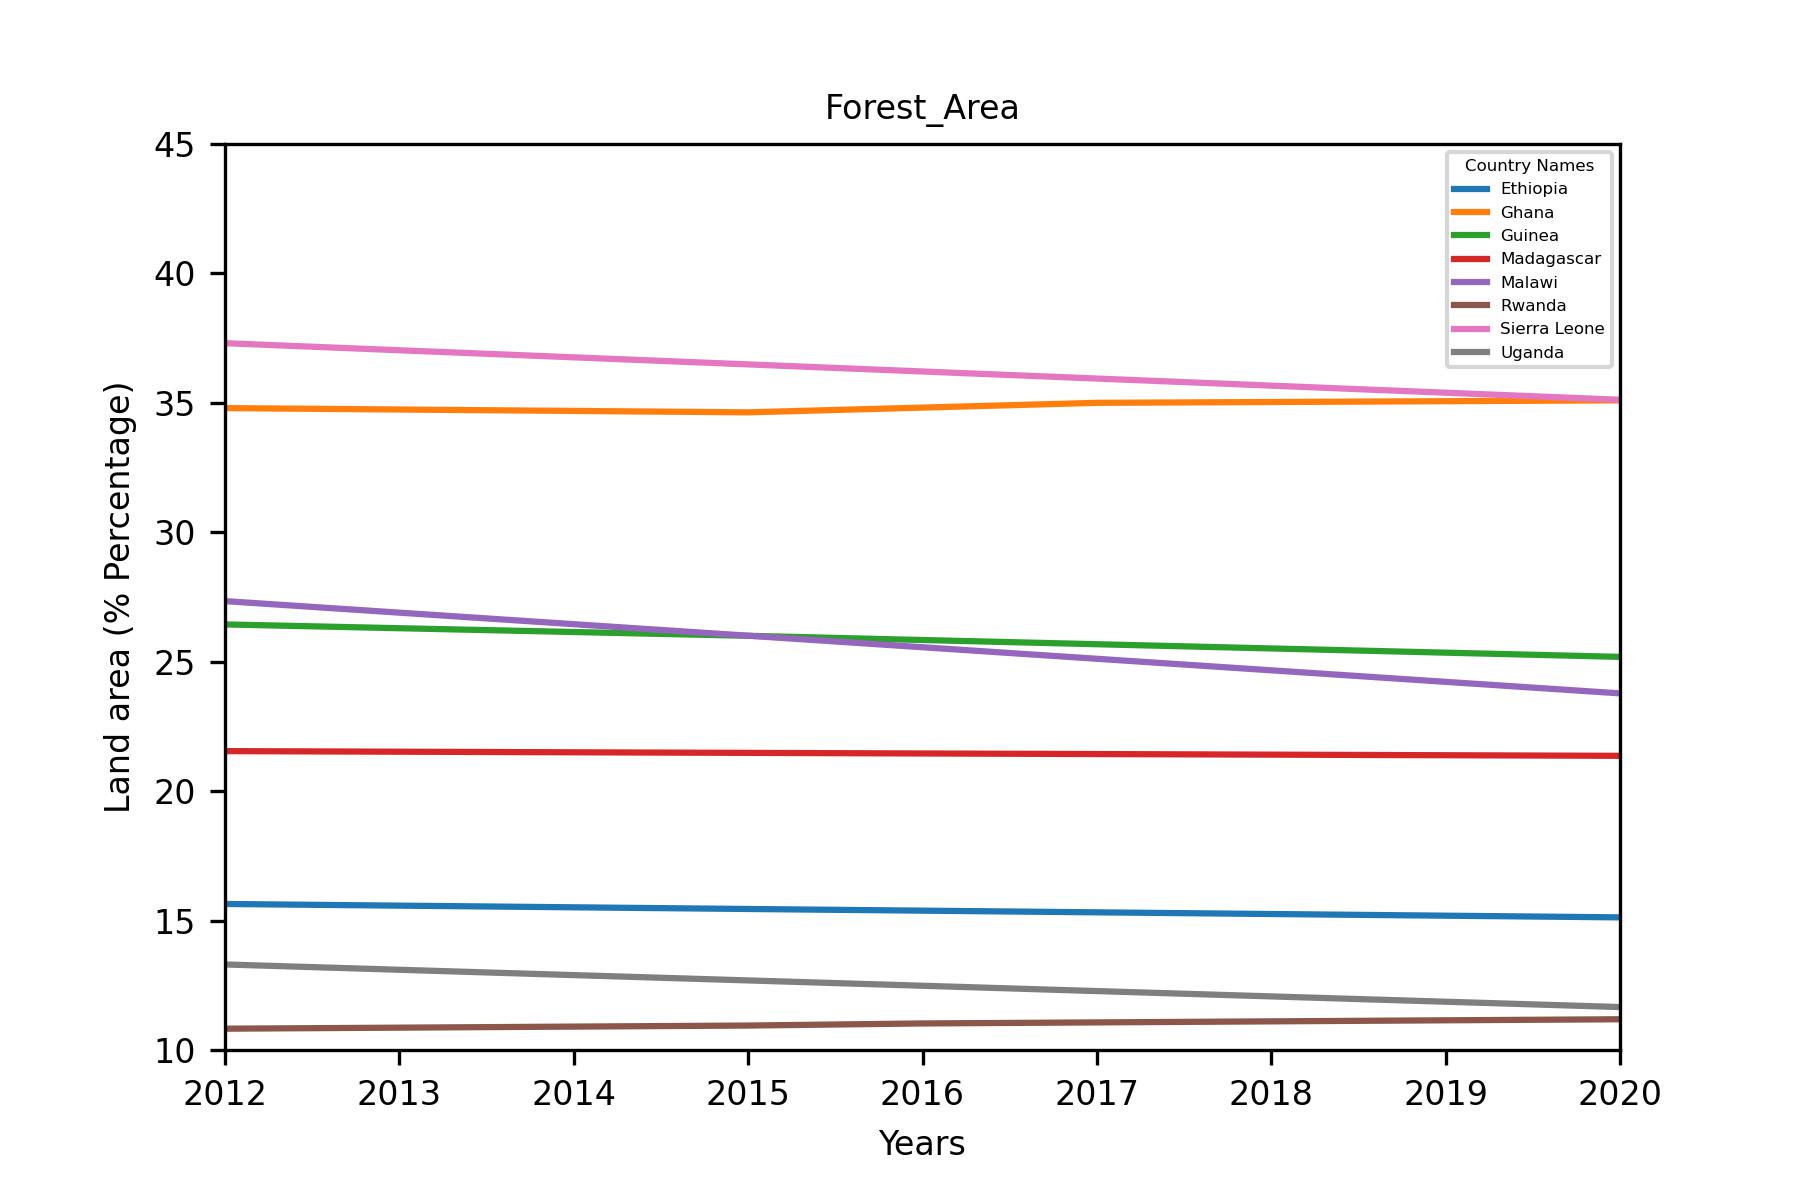 Forest_Area
45
40
35
30
25
20
15
10
Land area (% Percentage)
Country Names
Ethiopia
Ghana
Guinea
Madagascar
Malawi
Rwanda
Sierra Leone
Uganda
2012 2013 2014 2015 2016 2017 2018 2019 2020
Years